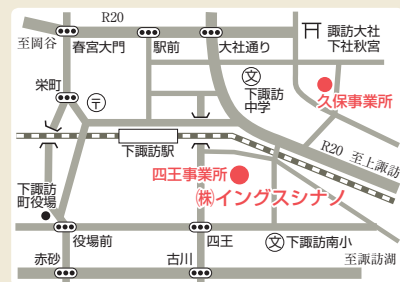 R20
至岡谷
春宮大門
駅前
大社通り
諏訪大社
下社秋宮
栄町
〒
文
下諏訪
中学
久保事業所
下諏訪駅
R20 至上諏訪
四王事業所
㈱イングスシナノ
下諏訪
町役場
役場前
四王
文 下諏訪南小
赤砂
古川
至諏訪湖